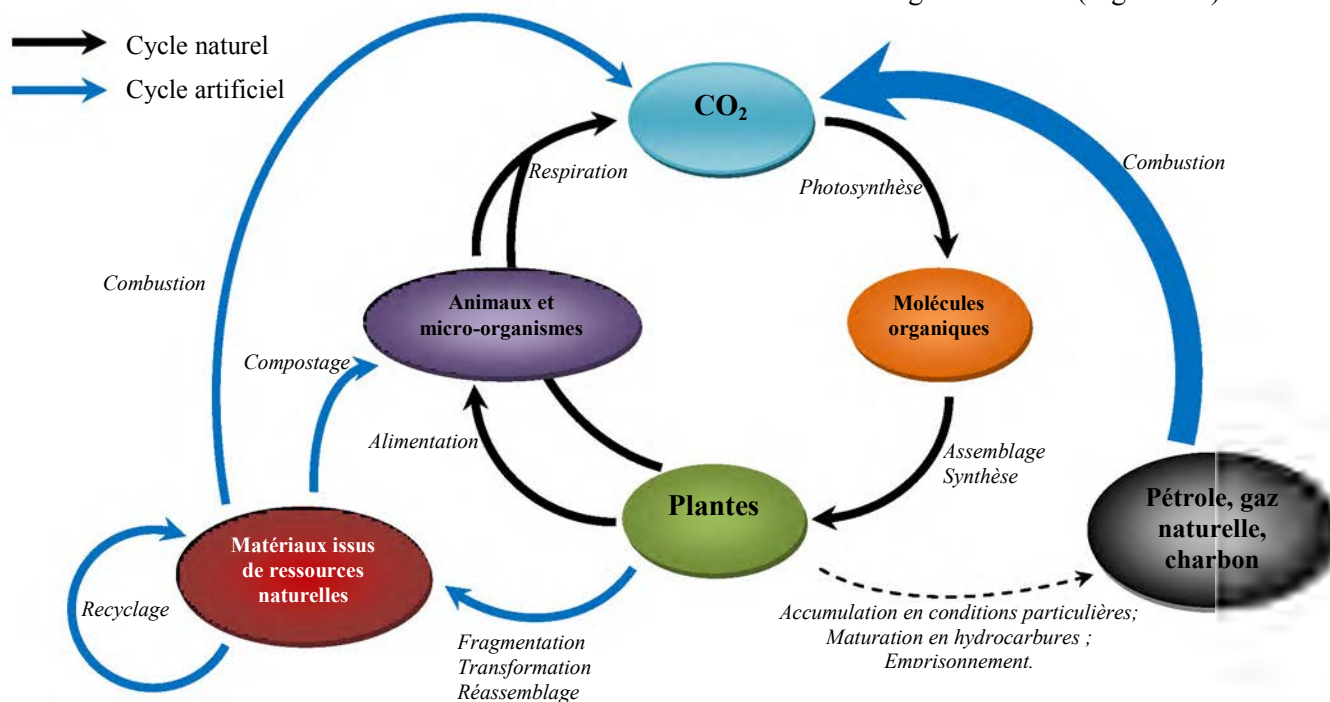 Cycle naturel
Cycle artificiel
CO₂
Combustion
Respiration
Photosynthèse
Combustion
Animaux et
micro-organismes
Molécules
organiques
Compostage
Alimentation
Assemblage
Synthèse
Plantes
Pétrole, gaz
naturelle,
charbon
Matériaux issus
de ressources
naturelles
Recyclage
Accumulation en conditions particulières;
Maturation en hydrocarbures ;
Emprisonnement.
Fragmentation
Transformation
Réassemblage